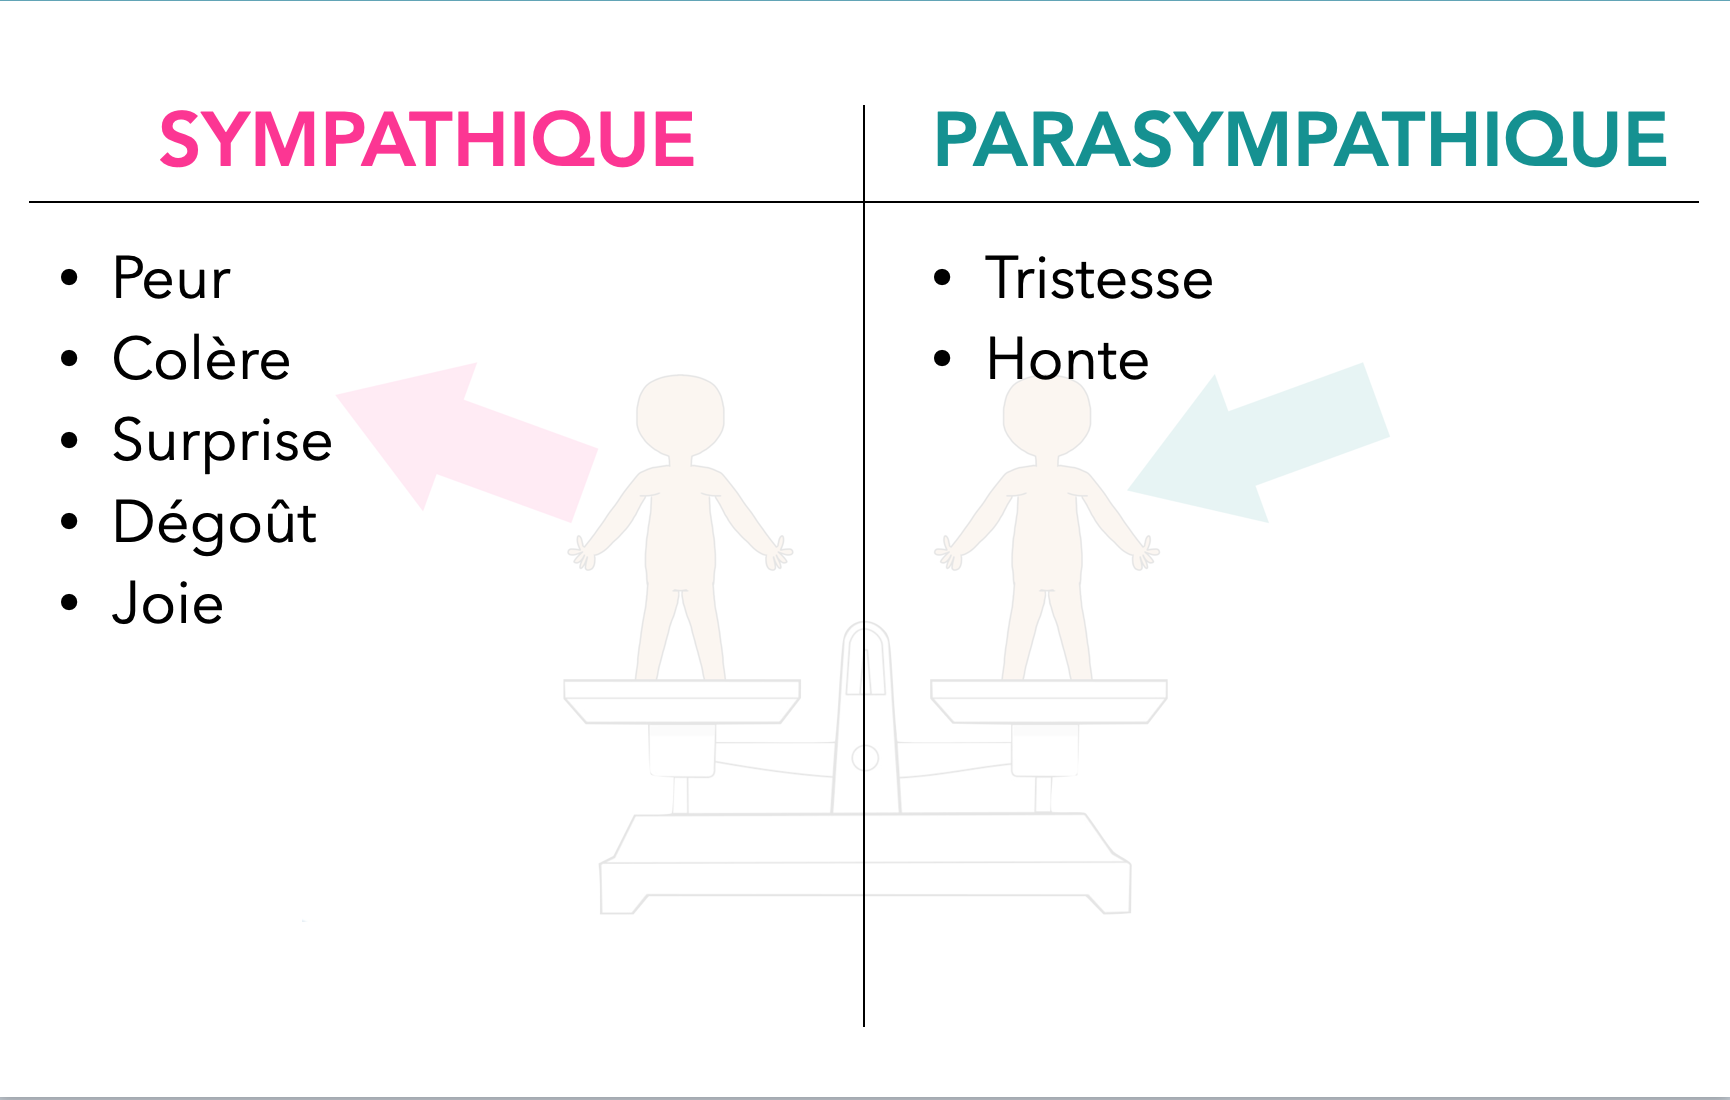 SYMPATHIQUE
• Peur
• Colère
• Surprise
• Dégoût
• Joie
PARASYMPATHIQUE
• Tristesse
• Honte